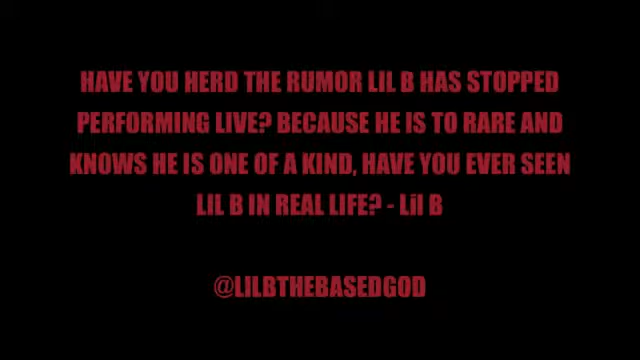 HAVE YOU HERD THE RUMOR LIL B HAS STOPPED
PERFORMING LIVE? BECAUSE HE IS TO RARE AND
KNOWS HE IS ONE OF A KIND, HAVE YOU EVER SEEN
LIL B IN REAL LIFE? - Lil B
@LILBTHEBASEDGOD